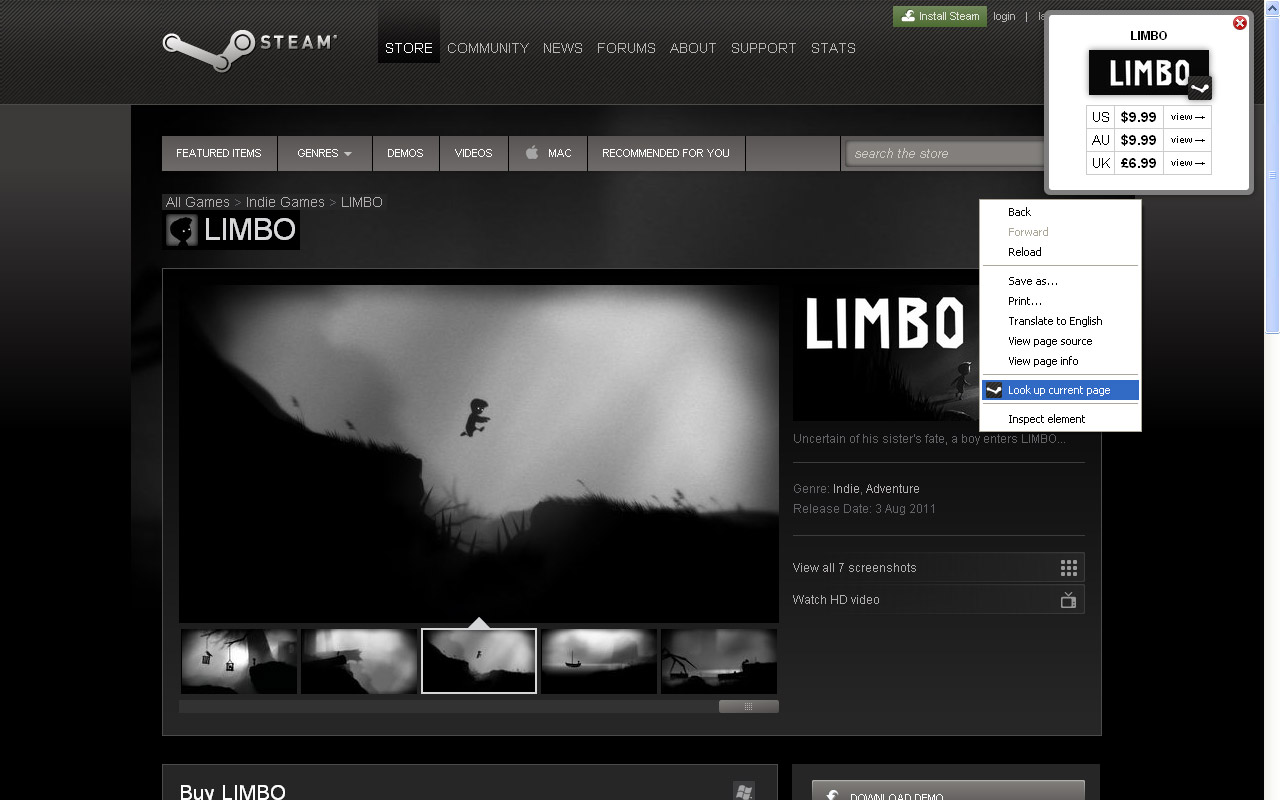 Install Steam login | la
STEAM
STORE COMMUNITY NEWS FORUMS ABOUT SUPPORT STATS
LIMBO
LIMBO
US $9.99 view→
AU $9.99 view→
UK £6.99 view→
FEATURED ITEMS GENRES DEMOS VIDEOS MAC RECOMMENDED FOR YOU search the store
All Games > Indie Games > LIMBO
LIMBO
Back
Forward
Reload
Save as...
Print...
Translate to English
View page source
View page info
Look up current page
Inspect element
LIMBO
Uncertain of his sister's fate, a boy enters LIMBO...
Genre: Indie, Adventure
Release Date: 3 Aug 2011
View all 7 screenshots
Watch HD video
Buy LIMBO
DOWNLOAD DEMO